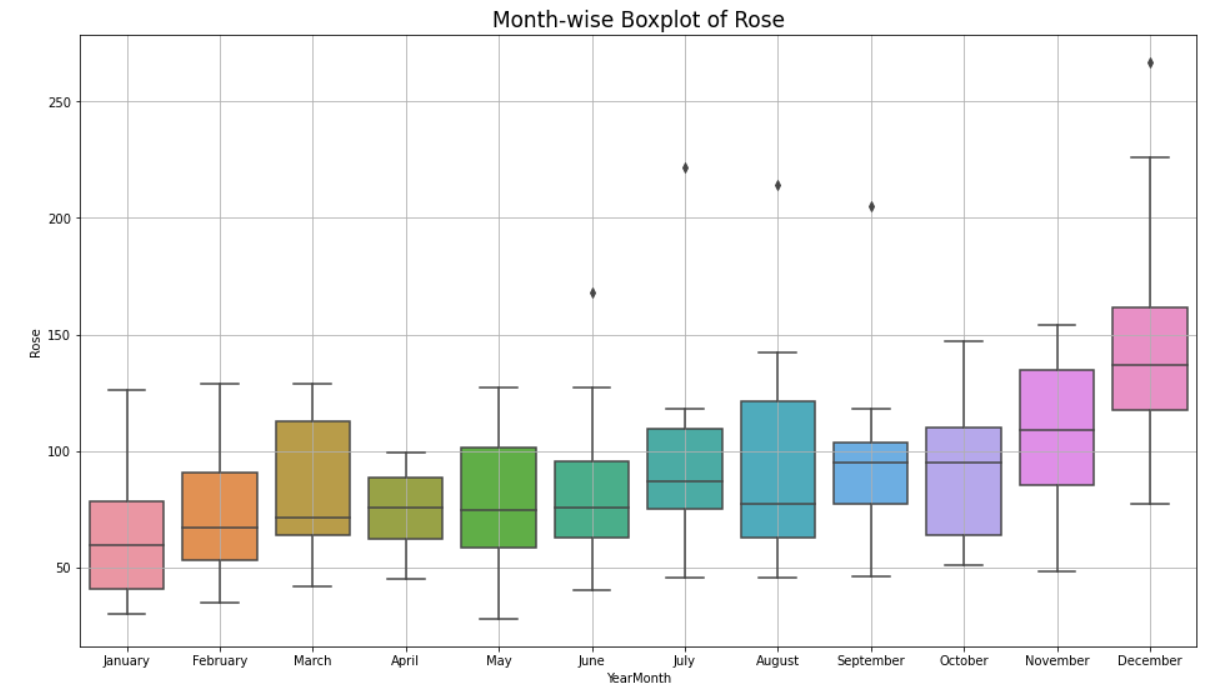 Month-wise Boxplot of Rose
250
200
150
100
50
Rose
January February March April May June July August September October November December
YearMonth